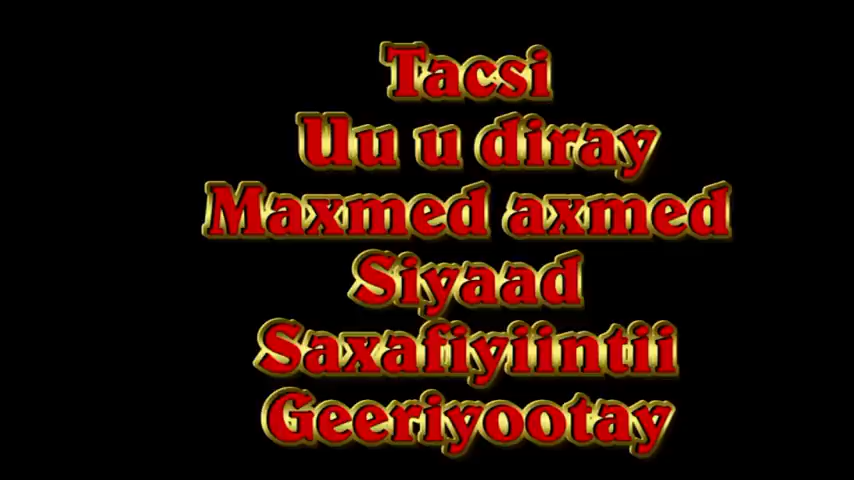 Tacsi
Uu u diray
Maxmed axmed
Siyaad
Saxafiyiintii
Geeriyootay